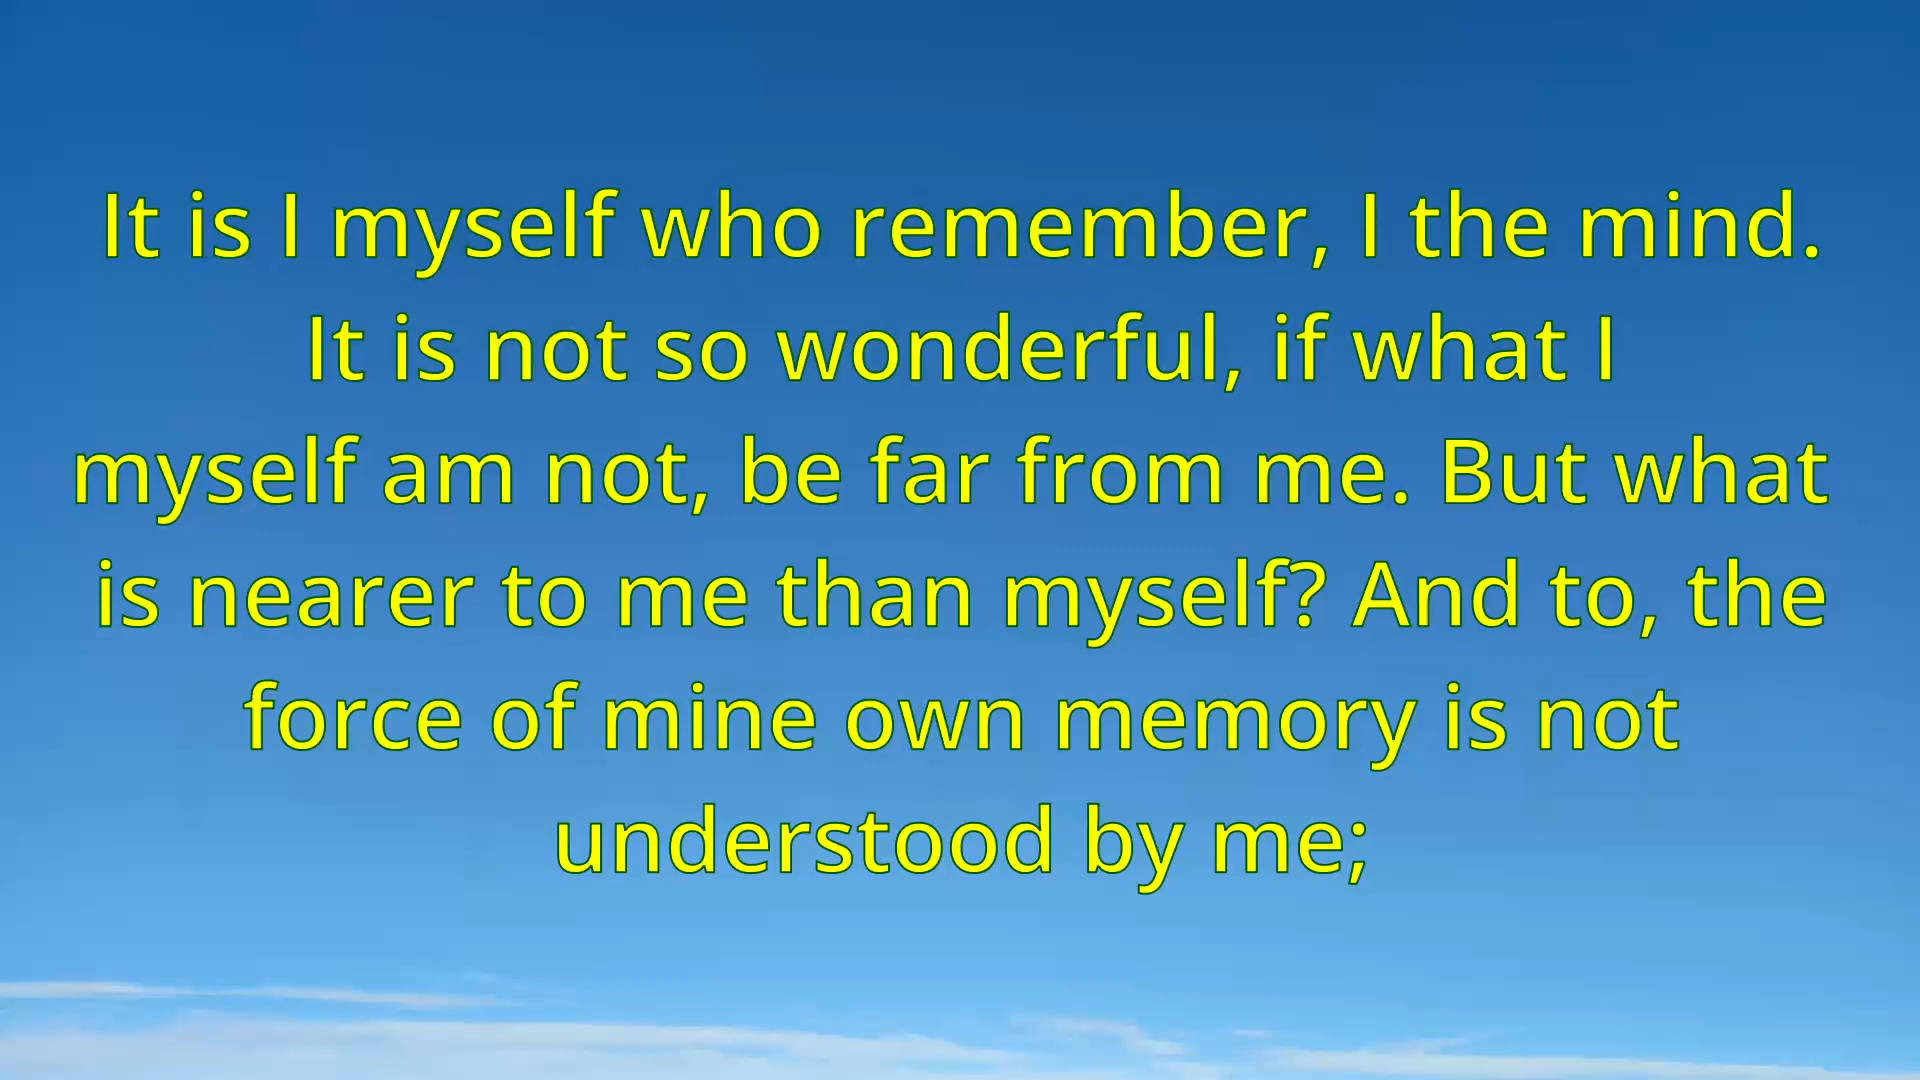 It is I myself who remember, I the mind.
It is not so wonderful, if what I
myself am not, be far from me. But what
is nearer to me than myself? And to, the
force of mine own memory is not
understood by me;